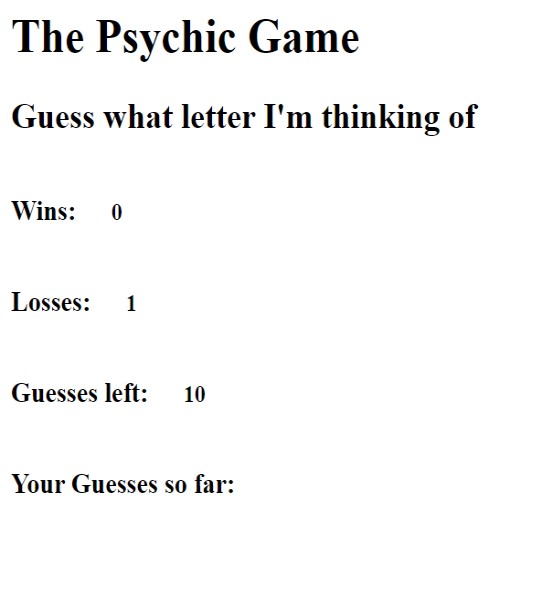 The Psychic Game
Guess what letter I'm thinking of
Wins: 0
Losses: 1
Guesses left: 10
Your Guesses so far: